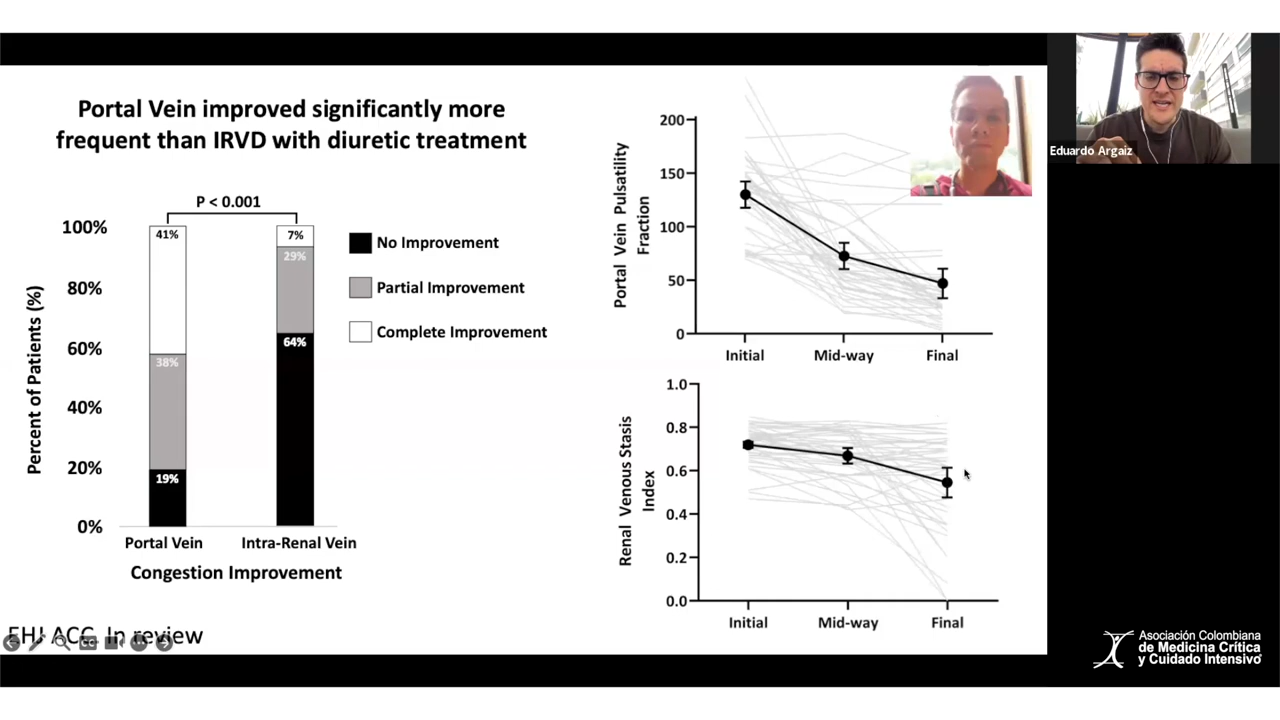 Portal Vein improved significantly more
frequent than IRVD with diuretic treatment
P < 0.001
100%
80%
60%
40%
20%
0%
Percent of Patients (%)
41%
38%
19%
7%
29%
64%
No Improvement
Partial Improvement
Complete Improvement
Portal Vein
Intra-Renal Vein
Congestion Improvement
EHJ ACC. In review
Portal Vein Pulsatility
Fraction
200
150
100
50
0
Initial
Mid-way
Final
Renal Venous Stasis
Index
1.0
0.8
0.6
0.4
0.2
0.0
Initial
Mid-way
Final
Eduardo Argaiz
Asociación Colombiana
de Medicina Crítica
y Cuidado Intensivo